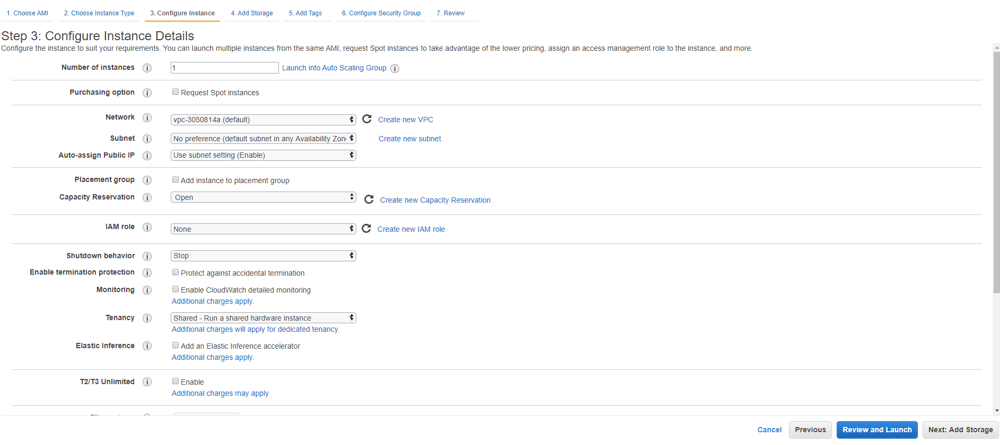 1. Choose AMI 2. Choose Instance Type 3. Configure Instance 4. Add Storage 5. Add Tags 6. Configure Security Group 7. Review
Step 3: Configure Instance Details
Configure the instance to suit your requirements. You can launch multiple instances from the same AMI, request Spot instances to take advantage of the lower pricing, assign an access management role to the instance, and more.
Number of instances 1 Launch into Auto Scaling Group
Purchasing option Request Spot instances
Network vpc-3050814a (default) Create new VPC
Subnet No preference (default subnet in any Availability Zon Create new subnet
Auto-assign Public IP Use subnet setting (Enable)
Placement group Add instance to placement group
Capacity Reservation Open Create new Capacity Reservation
IAM role None Create new IAM role
Shutdown behavior Stop
Enable termination protection Protect against accidental termination
Monitoring Enable CloudWatch detailed monitoring
Additional charges apply.
Tenancy Shared - Run a shared hardware instance
Additional charges will apply for dedicated tenancy.
Elastic Inference Add an Elastic Inference accelerator
Additional charges apply.
T2/T3 Unlimited Enable
Additional charges may apply
Cancel Previous Review and Launch Next: Add Storage